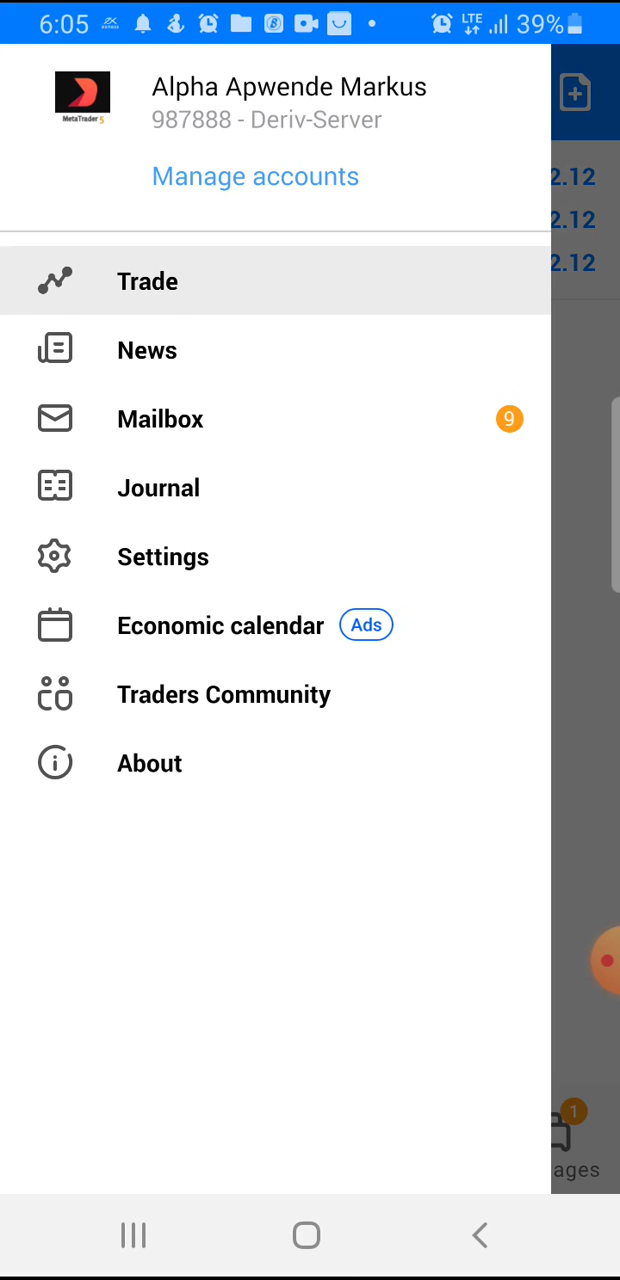 6:05
LTE
39%
MetaTrader 5
Alpha Apwende Markus
987888 - Deriv-Server
Manage accounts
2.12
2.12
2.12
Trade
News
Mailbox
9
Journal
Settings
Economic calendar
Ads
Traders Community
About
1
ages